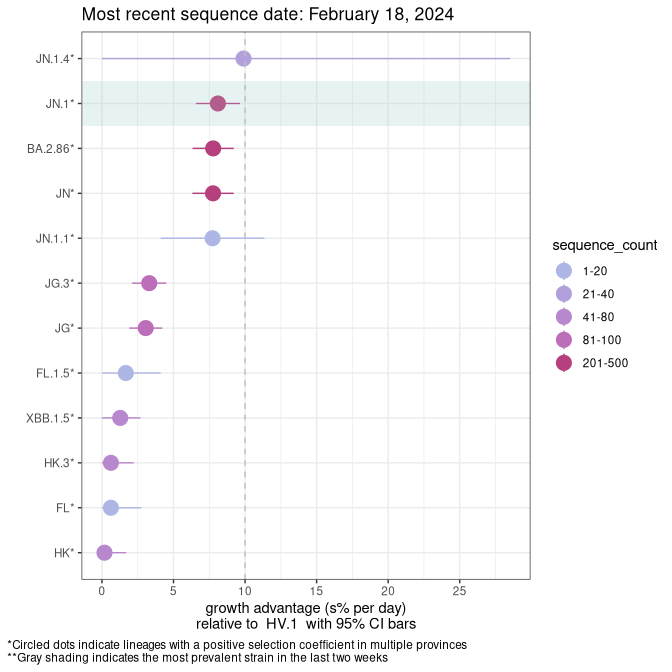 Most recent sequence date: February 18, 2024
JN.1.4*
JN.1*
BA.2.86*
JN*
JN.1.1*
JG.3*
JG*
FL.1.5*
XBB.1.5*
HK.3*
FL*
HK*
0 5 10 15 20 25
growth advantage (s% per day)
relative to HV.1 with 95% CI bars
sequence_count
1-20
21-40
41-80
81-100
201-500
*Circled dots indicate lineages with a positive selection coefficient in multiple provinces
**Gray shading indicates the most prevalent strain in the last two weeks